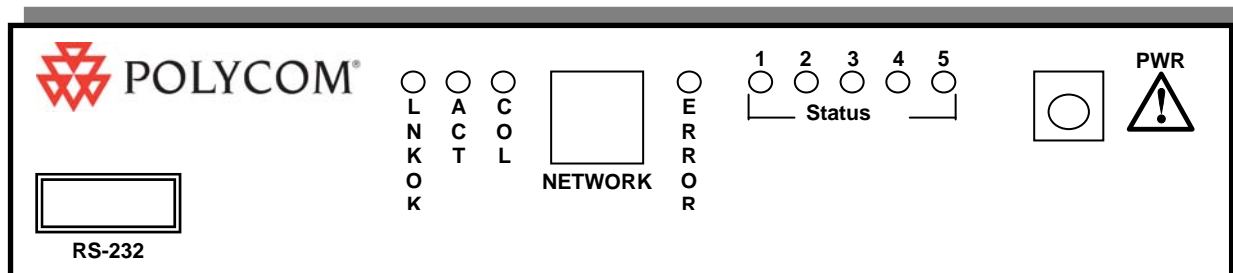 POLYCOM®
LNKOK
ACT
COL
NETWORK
ERROR
1 2 3 4 5
Status
PWR
RS-232